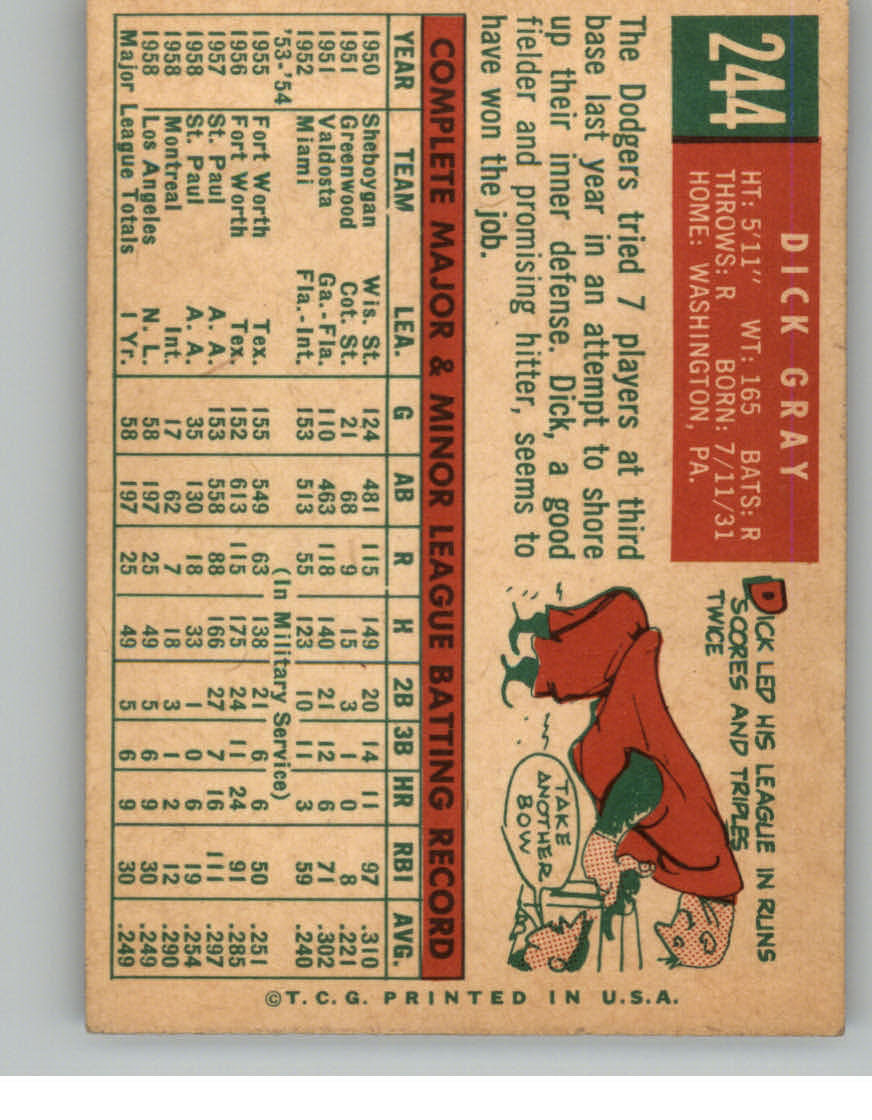 244
DICK GRAY
HT: 5'11" WT: 165 BATS: R
THROWS: R BORN: 7/11/31
HOME: WASHINGTON, PA.
The Dodgers tried 7 players at third
base last year in an attempt to shore
up their inner defense. Dick, a good
fielder and promising hitter, seems to
have won the job.
DICK LED HIS LEAGUE IN RUNS
SCORES AND TRIPLES
TWICE
TAKE
ANOTHER
BOW
COMPLETE MAJOR & MINOR LEAGUE BATTING RECORD
YEAR TEAM LEA. G AB R H 2B 3B HR RBI AVG.
1950 Sheboygan Wis. St. 124 481 115 149 20 14 11 97 .310
1951 Greenwood Cot. St. 21 68 9 15 3 1 0 8 .221
1951 Valdosta Ga.-Fla. 110 463 118 140 21 12 6 71 .302
1952 Miami Fla.-Int. 153 513 55 123 10 11 3 59 .240
'53-'54 (In Military Service)
1955 Fort Worth Tex. 155 549 63 138 21 6 6 50 .251
1956 Fort Worth Tex. 152 613 115 175 24 11 24 91 .285
1957 St. Paul A. A. 153 558 88 166 27 7 16 111 .297
1958 St. Paul A. A. 35 130 18 33 1 0 6 19 .254
1958 Montreal Int. 17 62 7 18 3 1 2 12 .290
1958 Los Angeles N. L. 58 197 25 49 5 6 9 30 .249
Major League Totals 1 Yr. 58 197 25 49 5 6 9 30 .249
©T.C.G. PRINTED IN U.S.A.